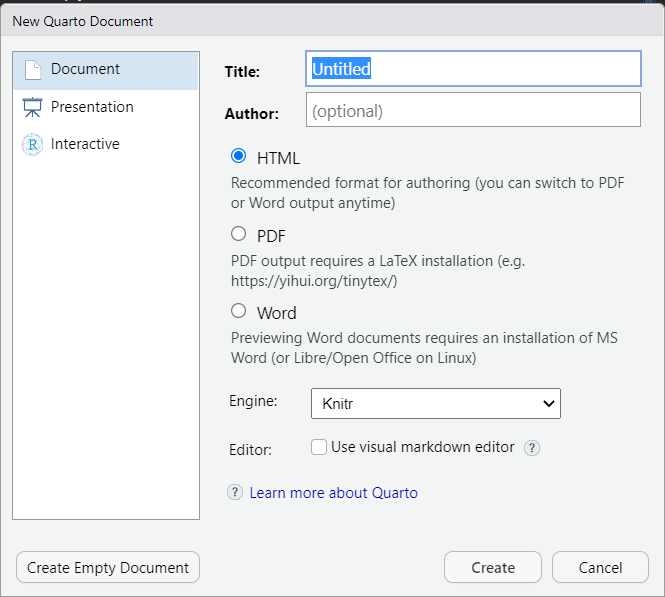 New Quarto Document
Document
Presentation
R Interactive
Title: Untitled
Author: (optional)
HTML
Recommended format for authoring (you can switch to PDF
or Word output anytime)
PDF
PDF output requires a LaTeX installation (e.g.
https://yihui.org/tinytex/)
Word
Previewing Word documents requires an installation of MS
Word (or Libre/Open Office on Linux)
Engine: Knitr
Editor: Use visual markdown editor ?
? Learn more about Quarto
Create Empty Document Create Cancel